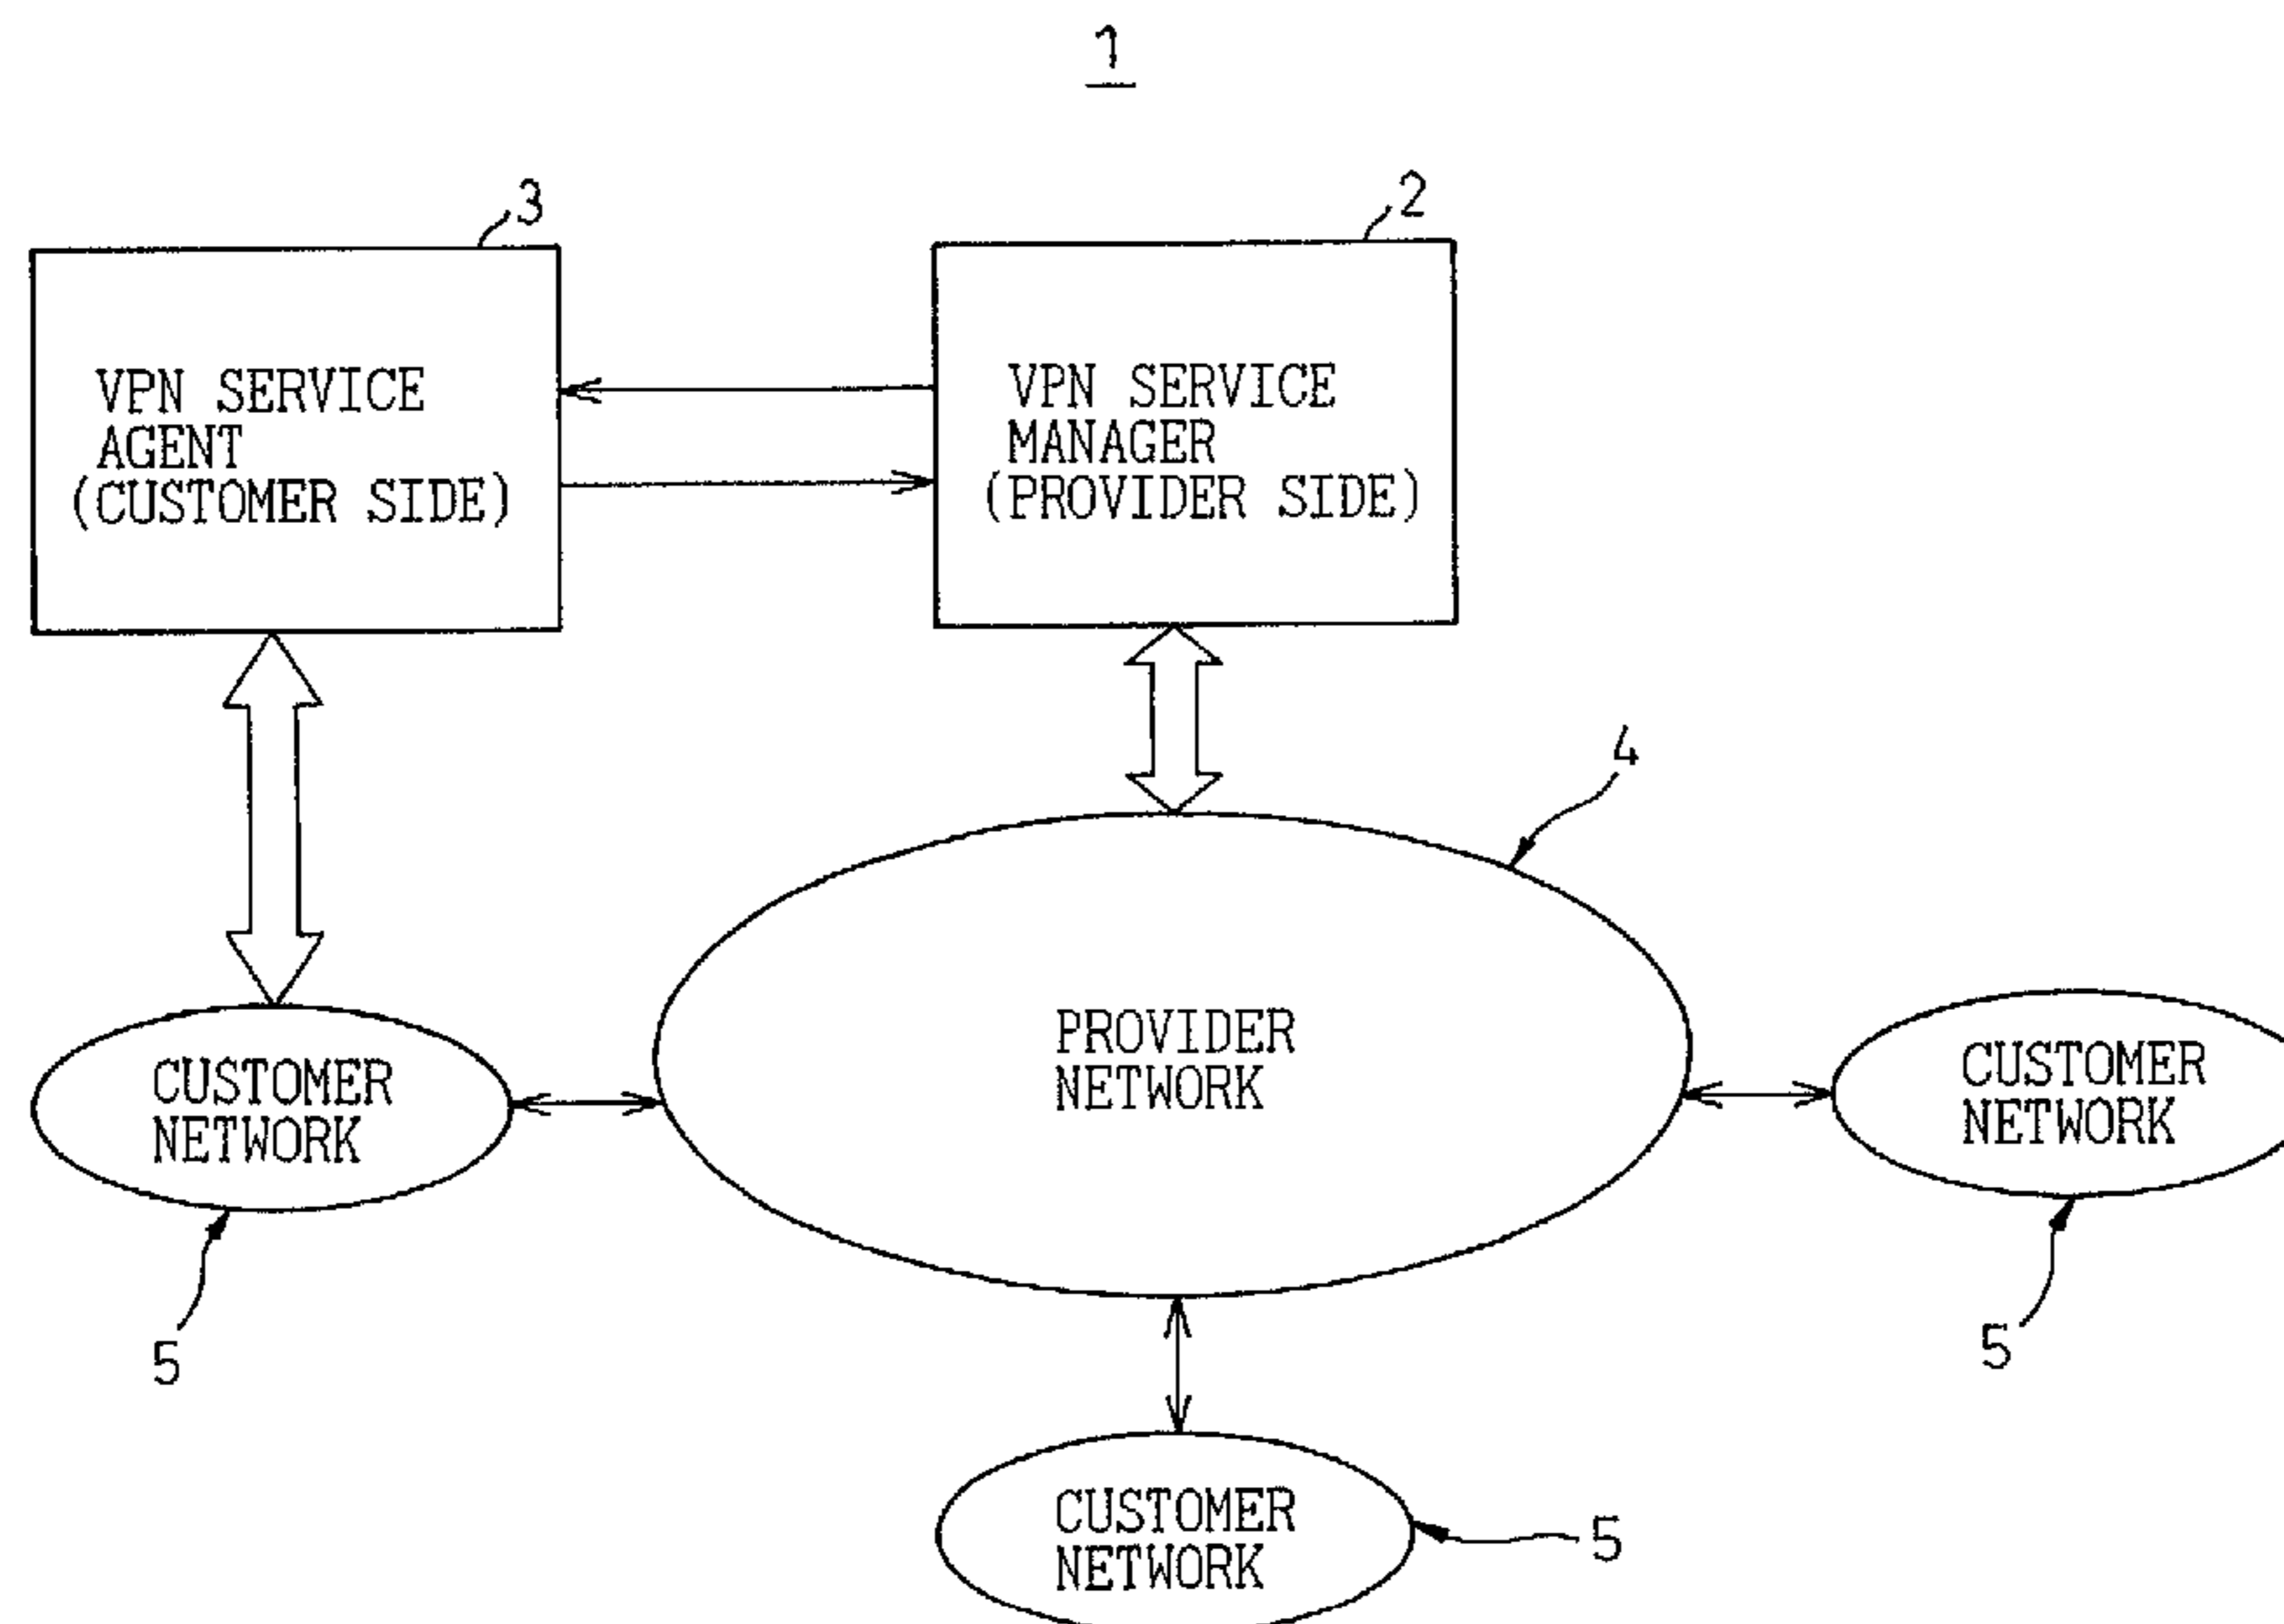 1
3
2
VPN SERVICE
AGENT
(CUSTOMER SIDE)
VPN SERVICE
MANAGER
(PROVIDER SIDE)
4
PROVIDER
NETWORK
CUSTOMER
NETWORK
CUSTOMER
NETWORK
5
5
CUSTOMER
NETWORK
5